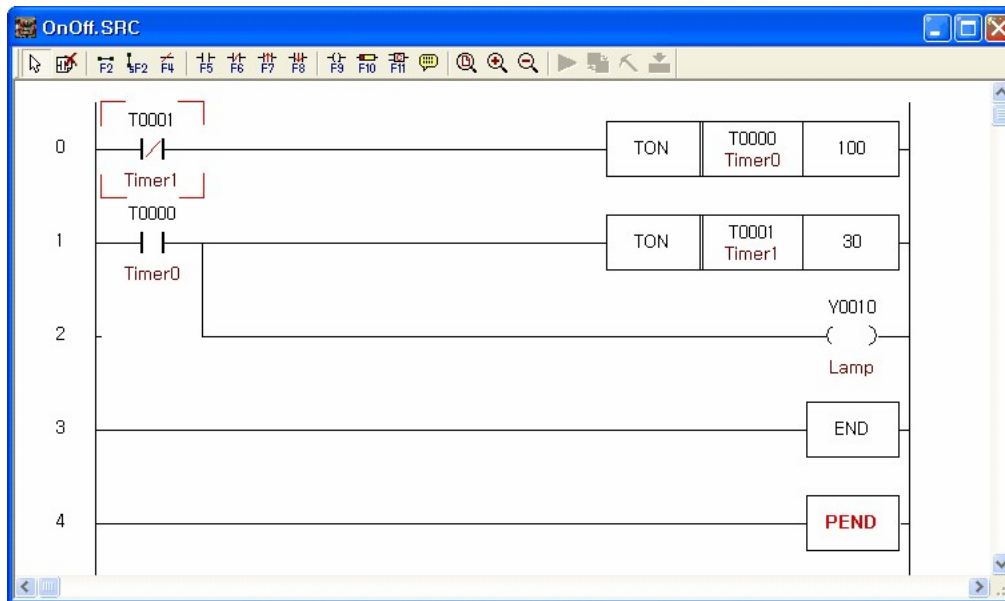 OnOff.SRC
F2 SF2 F4 F5 F6 F7 F8 F9 F10 F11
T0001
0 TON T0000 100
Timer0
Timer1
T0000
1 TON T0001 30
Timer1
Timer0
Y0010
2
Lamp
3 END
4 PEND